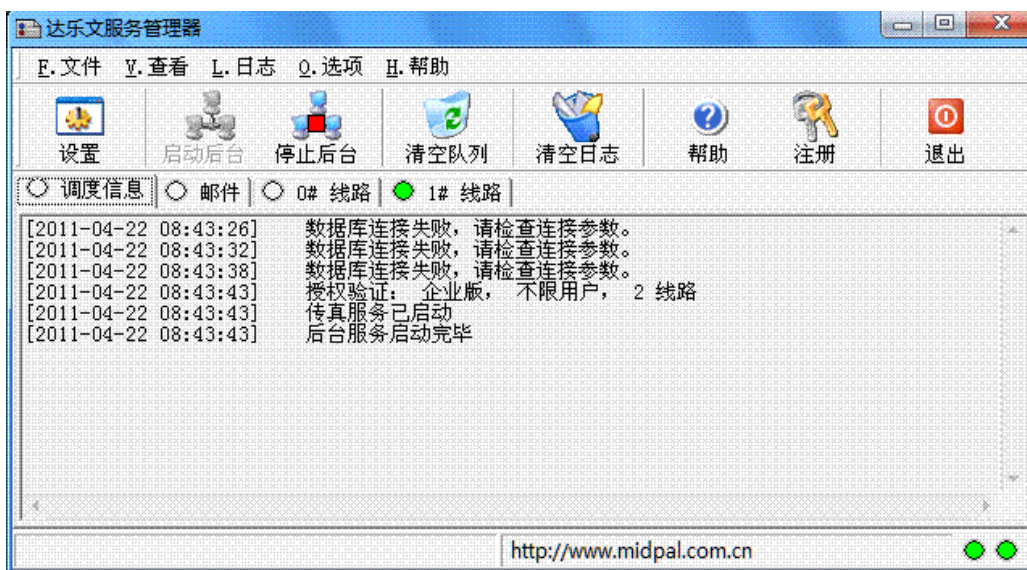 达乐文服务管理器
F.文件 V.查看 L.日志 O.选项 H.帮助
设置 启动后台 停止后台 清空队列 清空日志 帮助 注册 退出
调度信息 邮件 0# 线路 1# 线路
[2011-04-22 08:43:26] 数据库连接失败，请检查连接参数。
[2011-04-22 08:43:32] 数据库连接失败，请检查连接参数。
[2011-04-22 08:43:38] 数据库连接失败，请检查连接参数。
[2011-04-22 08:43:43] 授权验证： 企业版， 不限用户， 2 线路
[2011-04-22 08:43:43] 传真服务已启动
[2011-04-22 08:43:43] 后台服务启动完毕
http://www.midpal.com.cn